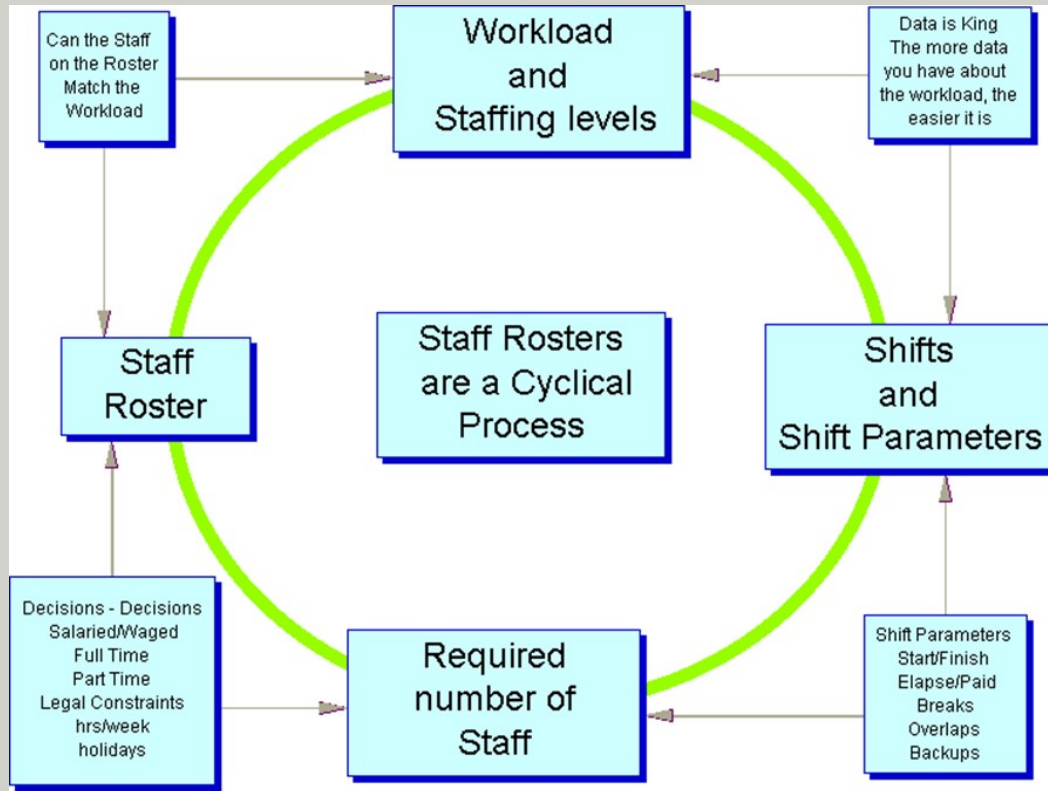 Can the Staff
on the Roster
Match the
Workload
Workload
and
Staffing levels
Data is King
The more data
you have about
the workload, the
easier it is
Staff
Roster
Staff Rosters
are a Cyclical
Process
Shifts
and
Shift Parameters
Decisions - Decisions
Salaried/Waged
Full Time
Part Time
Legal Constraints
hrs/week
holidays
Required
number of
Staff
Shift Parameters
Start/Finish
Elapse/Paid
Breaks
Overlaps
Backups